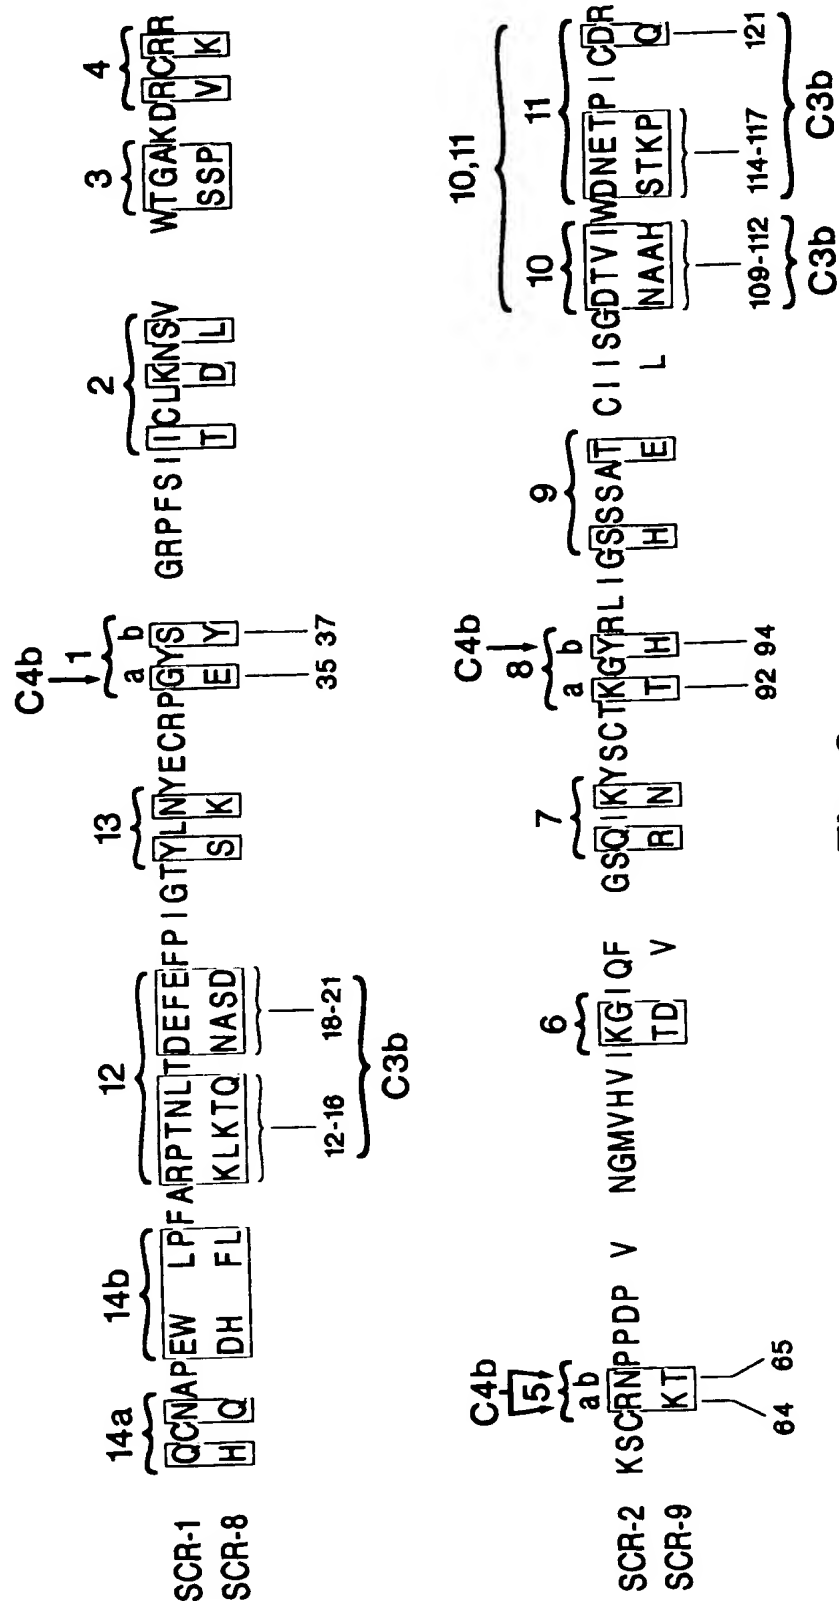 C4b
14a 14b 12 13 1 2 3 4
a b
SCR-1 QCNAPEW LPFARPTNLTDEFEFPIGTYLNYECRPGYSGRPFSIICLKNSVWTGAKDRCRR
SCR-8 H Q DH FL KLKTQ NASD S K E Y T D L SSP V K
12-16 18-21 35 37
C3b
10,11
C4b C4b
5 6 7 8 9 10 11
a b a b
SCR-2 KSCRNPPDP V NGMVHVIKGIQF GSQIKYSCTKGYRLIGSSSAT CIISGDTVIWDNETPICDR
SCR-9 KT TD V R N T H H E L NAAH STKP Q
64 65 92 94 109-112 114-117 121
C3b C3b